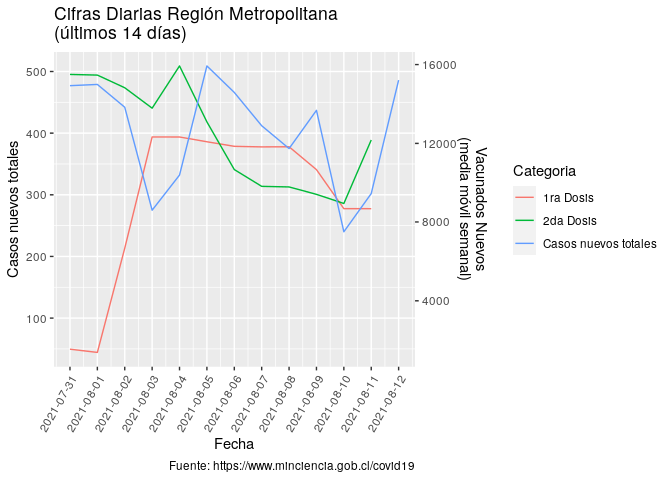 Cifras Diarias Región Metropolitana
(últimos 14 días)
500
400
300
200
100
Casos nuevos totales
16000
12000
8000
4000
Vacunados Nuevos
(media móvil semanal)
2021-07-31
2021-08-01
2021-08-02
2021-08-03
2021-08-04
2021-08-05
2021-08-06
2021-08-07
2021-08-08
2021-08-09
2021-08-10
2021-08-11
2021-08-12
Fecha
Categoria
1ra Dosis
2da Dosis
Casos nuevos totales
Fuente: https://www.minciencia.gob.cl/covid19